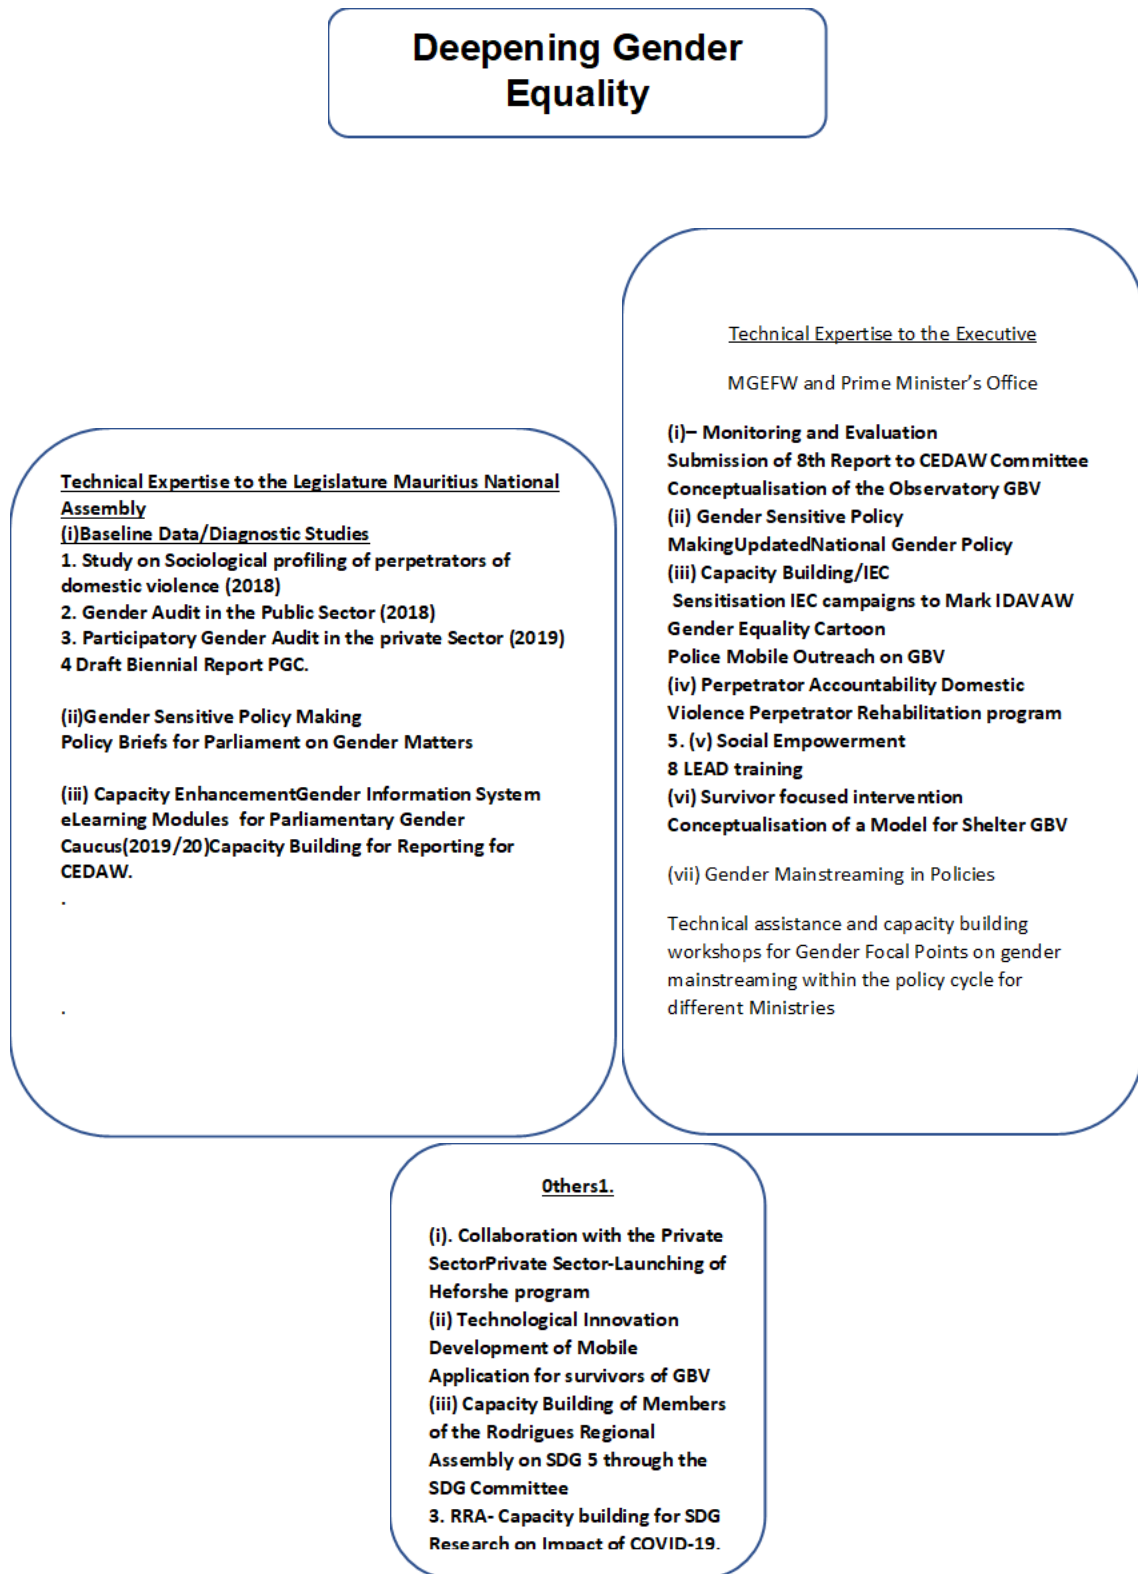 Deepening Gender
Equality
Technical Expertise to the Legislature Mauritius National
Assembly
(i)Baseline Data/Diagnostic Studies
1. Study on Sociological profiling of perpetrators of
domestic violence (2018)
2. Gender Audit in the Public Sector (2018)
3. Participatory Gender Audit in the private Sector (2019)
4 Draft Biennial Report PGC.
(ii)Gender Sensitive Policy Making
Policy Briefs for Parliament on Gender Matters
(iii) Capacity EnhancementGender Information System
eLearning Modules  for Parliamentary Gender
Caucus(2019/20)Capacity Building for Reporting for
CEDAW.
.
.
Technical Expertise to the Executive
MGEFW and Prime Minister’s Office
(i)– Monitoring and Evaluation
Submission of 8th Report to CEDAW Committee
Conceptualisation of the Observatory GBV
(ii) Gender Sensitive Policy
MakingUpdatedNational Gender Policy
(iii) Capacity Building/IEC
Sensitisation IEC campaigns to Mark IDAVAW
Gender Equality Cartoon
Police Mobile Outreach on GBV
(iv) Perpetrator Accountability Domestic
Violence Perpetrator Rehabilitation program
5. (v) Social Empowerment
8 LEAD training
(vi) Survivor focused intervention
Conceptualisation of a Model for Shelter GBV
(vii) Gender Mainstreaming in Policies
Technical assistance and capacity building
workshops for Gender Focal Points on gender
mainstreaming within the policy cycle for
different Ministries
0thers1.
(i). Collaboration with the Private
SectorPrivate Sector-Launching of
Heforshe program
(ii) Technological Innovation
Development of Mobile
Application for survivors of GBV
(iii) Capacity Building of Members
of the Rodrigues Regional
Assembly on SDG 5 through the
SDG Committee
3. RRA- Capacity building for SDG
Research on Impact of COVID-19.